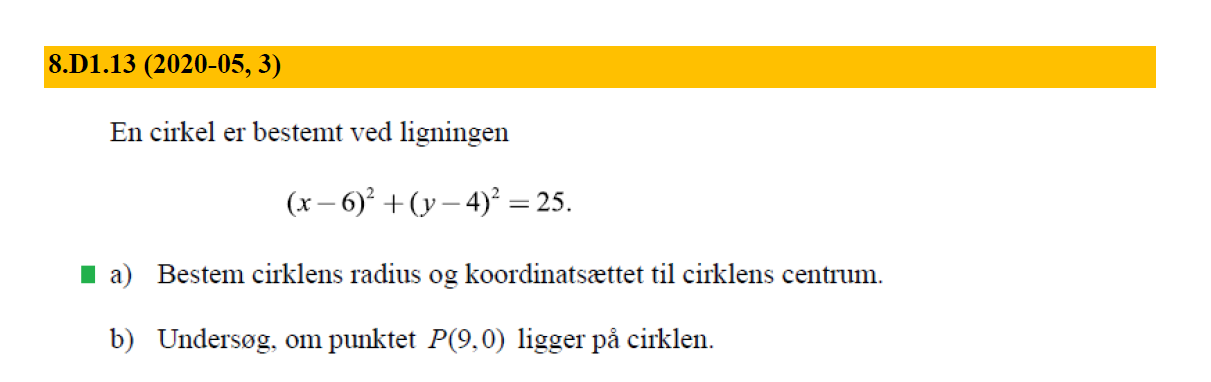 8.D1.13 (2020-05, 3)
En cirkel er bestemt ved ligningen
(x − 6)² + (y − 4)² = 25.
a) Bestem cirklens radius og koordinatsættet til cirklens centrum.
b) Undersøg, om punktet P(9,0) ligger på cirklen.